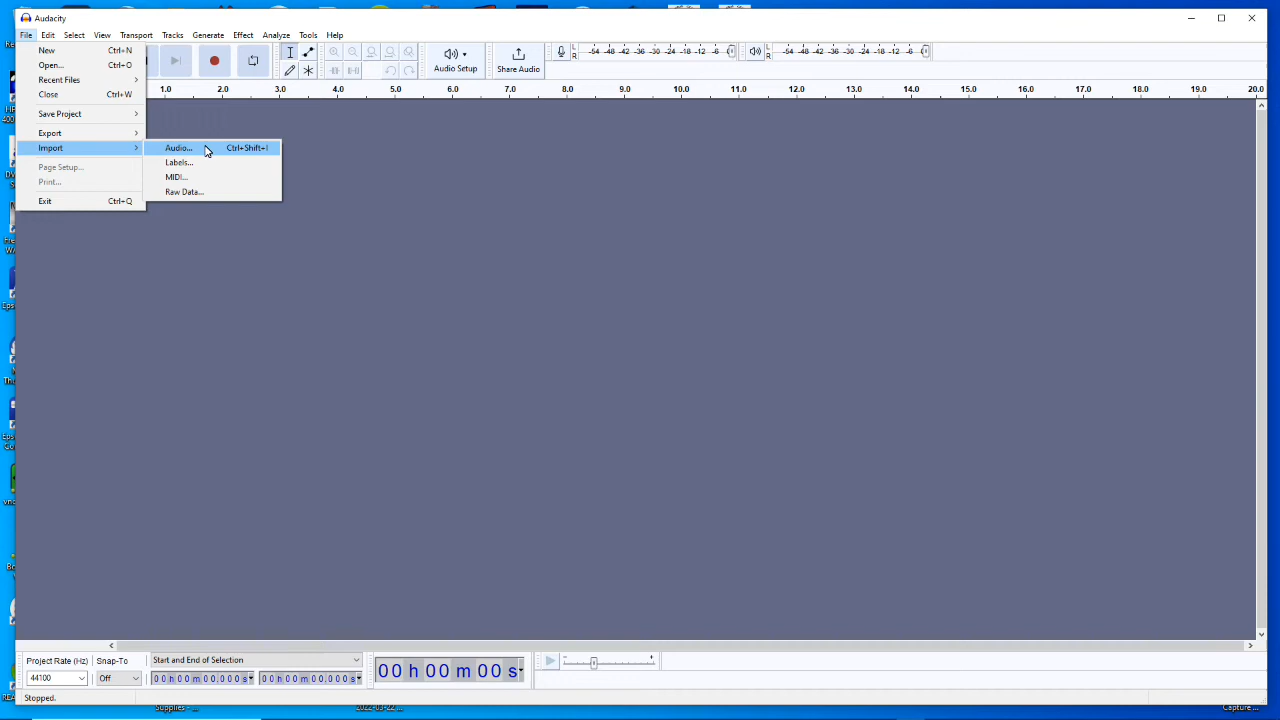 Audacity
File Edit Select View Transport Tracks Generate Effect Analyze Tools Help
New Ctrl+N
Open... Ctrl+O
Recent Files
Close Ctrl+W
Save Project
Export
Import
Page Setup...
Print...
Exit Ctrl+Q
Audio... Ctrl+Shift+I
Labels...
MIDI...
Raw Data...
Audio Setup
Share Audio
L
R
-54 -48 -42 -36 -30 -24 -18 -12 -6
L
R
-54 -48 -42 -36 -30 -24 -18 -12 -6
1.0 2.0 3.0 4.0 5.0 6.0 7.0 8.0 9.0 10.0 11.0 12.0 13.0 14.0 15.0 16.0 17.0 18.0 19.0 20.0
Project Rate (Hz) Snap-To Start and End of Selection
44100 Off 00 h 00 m 00.000 s 00 h 00 m 00.000 s
00 h 00 m 00 s
- +
Stopped.
Supplies - ... 2022-03-22 ... Capture ...